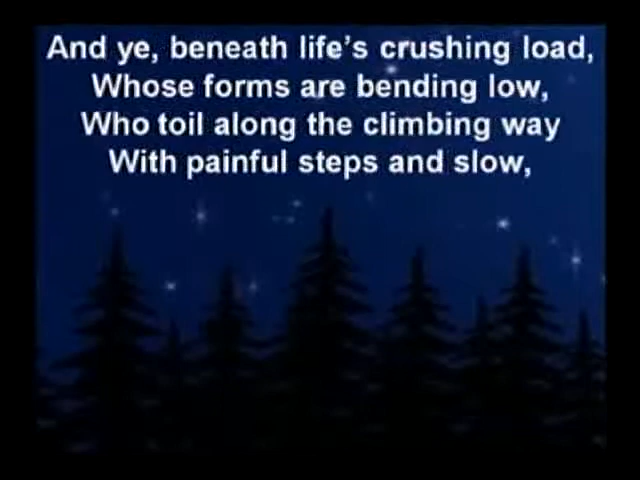 And ye, beneath life's crushing load,
Whose forms are bending low,
Who toil along the climbing way
With painful steps and slow,